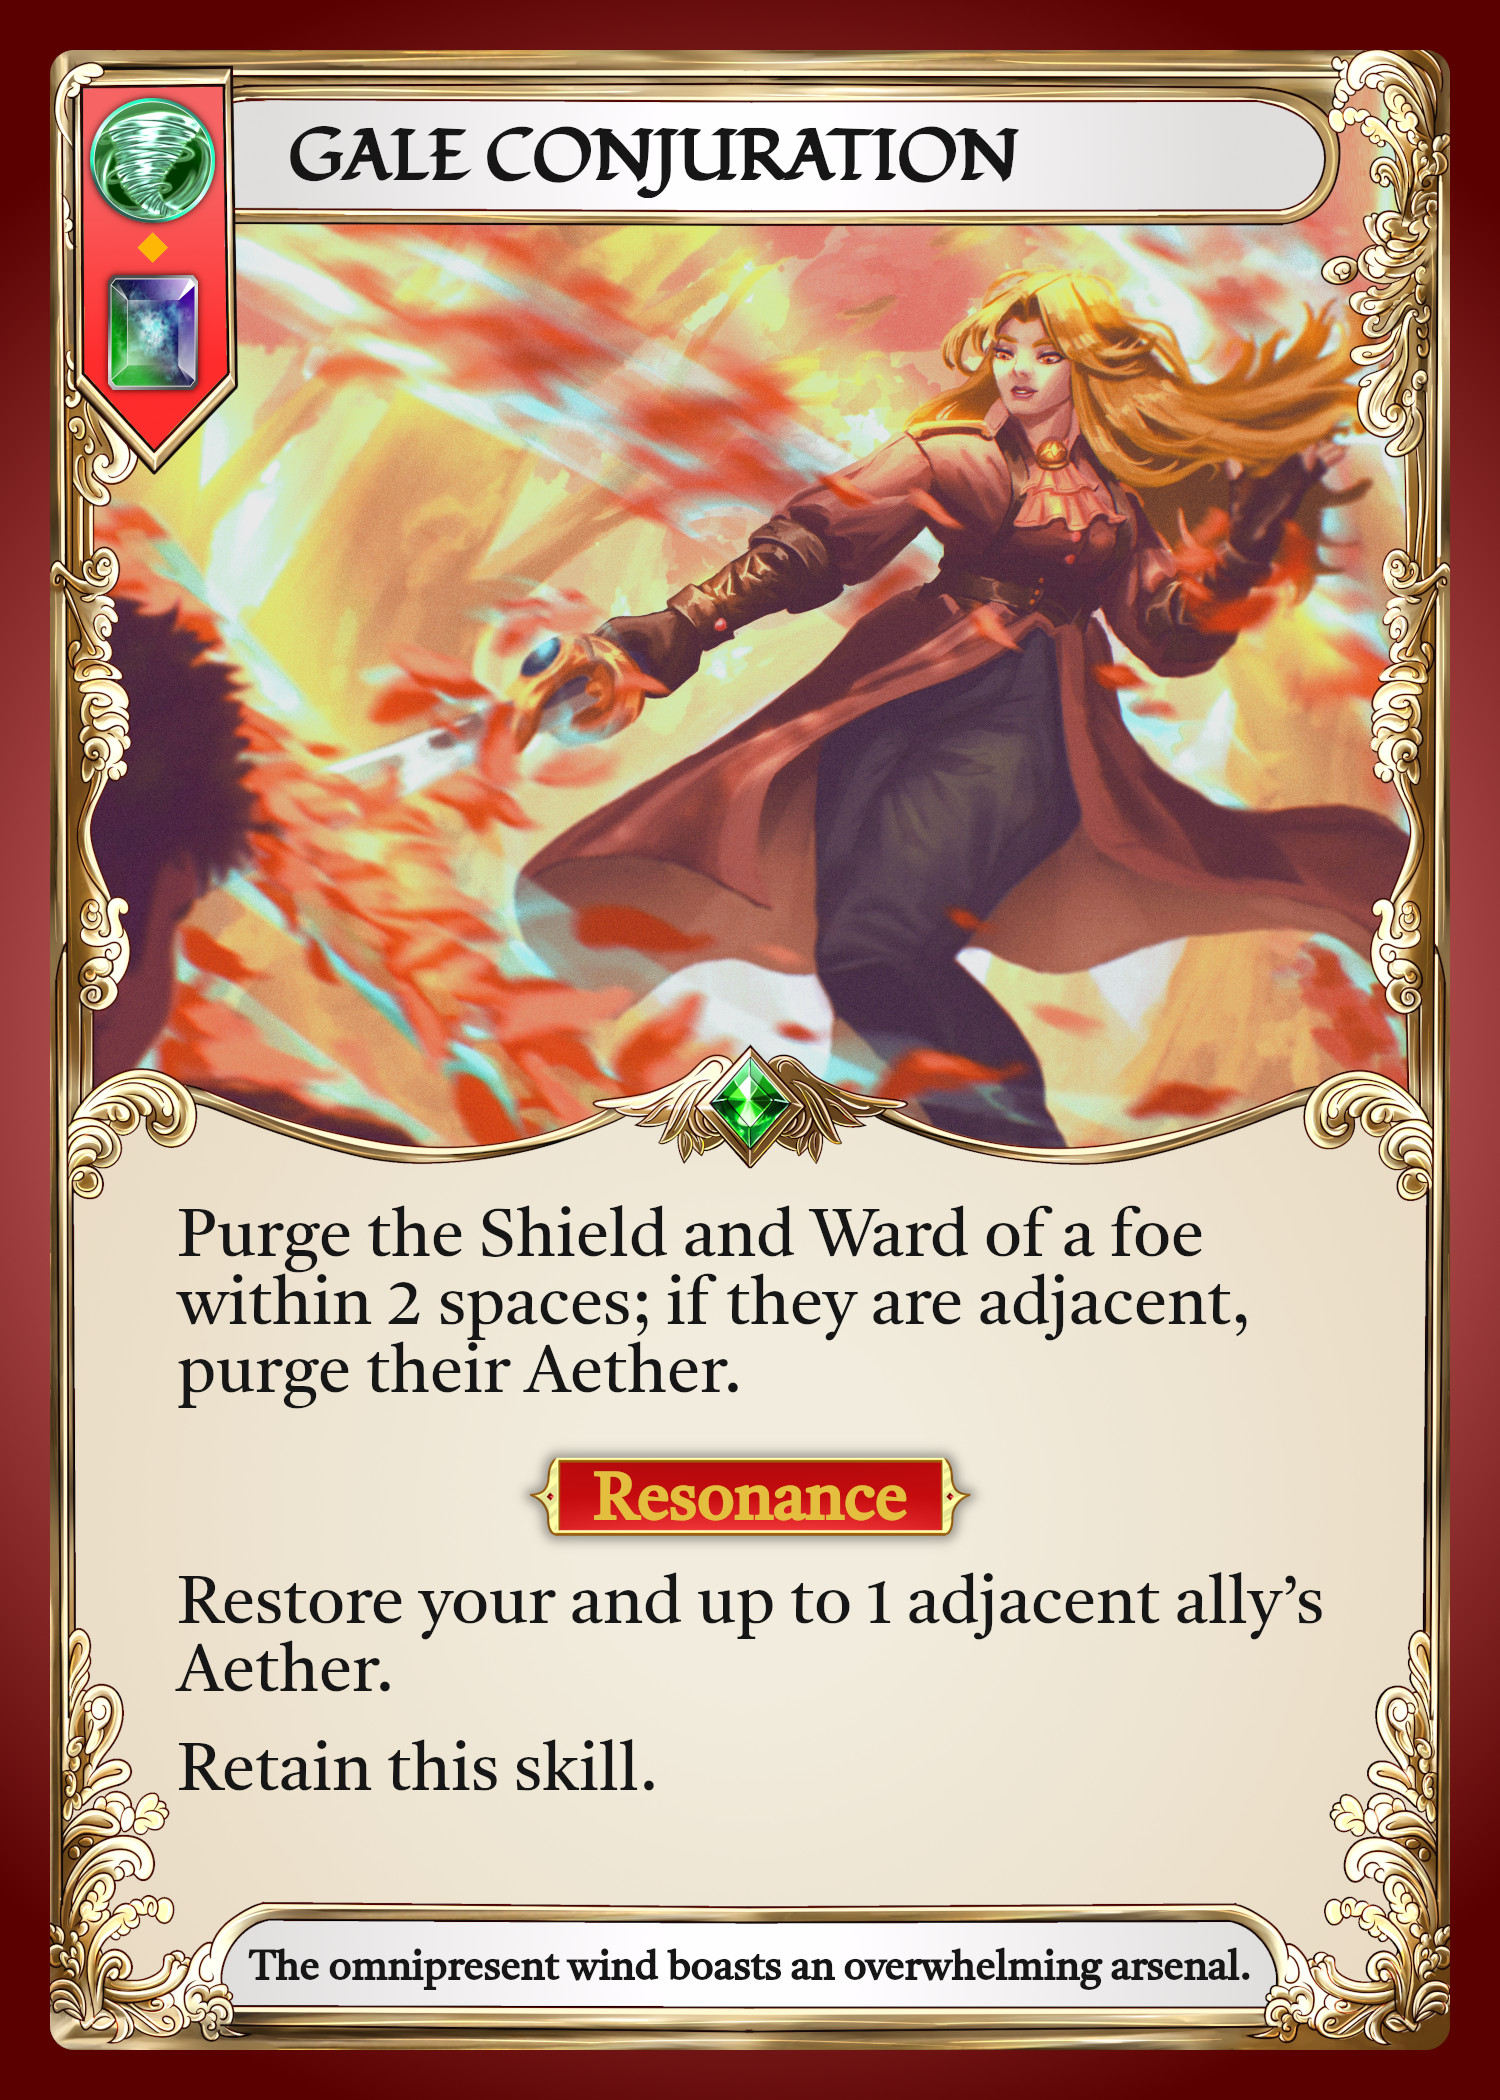 GALE CONJURATION
Purge the Shield and Ward of a foe
within 2 spaces; if they are adjacent,
purge their Aether.
Resonance
Restore your and up to 1 adjacent ally’s
Aether.
Retain this skill.
The omnipresent wind boasts an overwhelming arsenal.